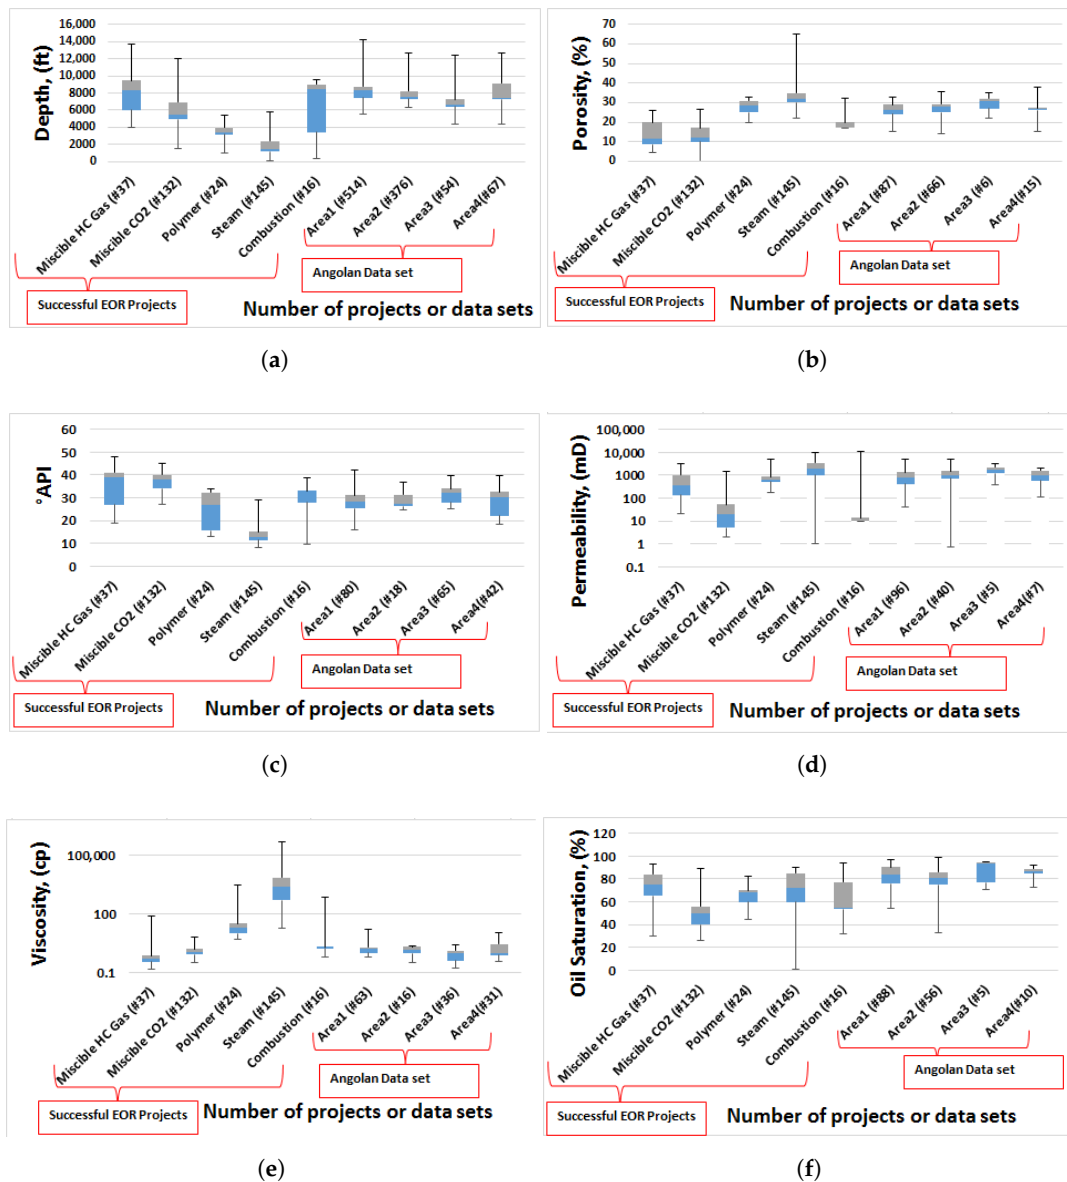 Depth, (ft)
16,000
14,000
12,000
10,000
8000
6000
4000
2000
0
Miscible HC Gas (#37)
Miscible CO2 (#132)
Polymer (#24)
Steam (#145)
Combustion (#16)
Area1 (#514)
Area2 (#376)
Area3 (#54)
Area4(#67)
Angolan Data set
Successful EOR Projects
Number of projects or data sets
(a)
Porosity, (%)
70
60
50
40
30
20
10
0
Miscible HC Gas (#37)
Miscible CO2 (#132)
Polymer (#24)
Steam (#145)
Combustion (#16)
Area1 (#87)
Area2 (#66)
Area3 (#6)
Area4(#15)
Angolan Data set
Successful EOR Projects
Number of projects or data sets
(b)
°API
60
50
40
30
20
10
0
Miscible HC Gas (#37)
Miscible CO2 (#132)
Polymer (#24)
Steam (#145)
Combustion (#16)
Area1 (#80)
Area2 (#18)
Area3 (#65)
Area4(#42)
Angolan Data set
Successful EOR Projects
Number of projects or data sets
(c)
Permeability, (mD)
100,000
10,000
1000
100
10
1
0.1
Miscible HC Gas (#37)
Miscible CO2 (#132)
Polymer (#24)
Steam (#145)
Combustion (#16)
Area1 (#96)
Area2 (#40)
Area3 (#5)
Area4(#7)
Angolan Data set
Successful EOR Projects
Number of projects or data sets
(d)
Viscosity, (cp)
100,000
100
0.1
Miscible HC Gas (#37)
Miscible CO2 (#132)
Polymer (#24)
Steam (#145)
Combustion (#16)
Area1 (#63)
Area2 (#16)
Area3 (#36)
Area4(#31)
Angolan Data set
Successful EOR Projects
Number of projects or data sets
(e)
Oil Saturation, (%)
120
100
80
60
40
20
0
Miscible HC Gas (#37)
Miscible CO2 (#132)
Polymer (#24)
Steam (#145)
Combustion (#16)
Area1 (#88)
Area2 (#56)
Area3 (#5)
Area4(#10)
Angolan Data set
Successful EOR Projects
Number of projects or data sets
(f)